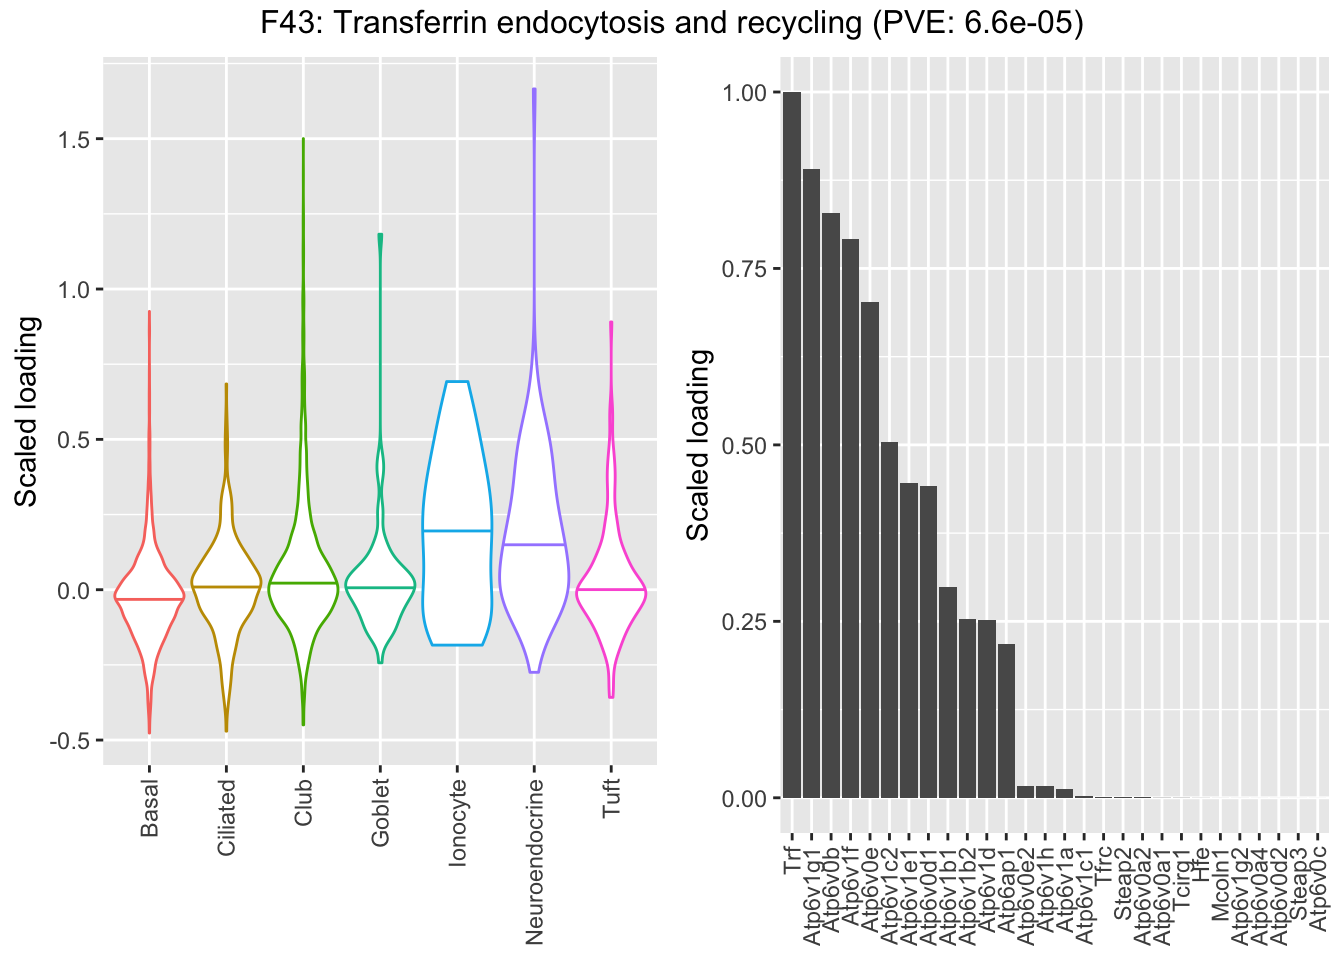 F43: Transferrin endocytosis and recycling (PVE: 6.6e-05)
Scaled loading
1.5
1.0
0.5
0.0
-0.5
Basal
Ciliated
Club
Goblet
Ionocyte
Neuroendocrine
Tuft
Scaled loading
1.00
0.75
0.50
0.25
0.00
Trf
Atp6v1g1
Atp6v0b
Atp6v1f
Atp6v0e
Atp6v1c2
Atp6v1e1
Atp6v0d1
Atp6v1b1
Atp6v1b2
Atp6v1d
Atp6ap1
Atp6v0e2
Atp6v1h
Atp6v1a
Atp6v1c1
Tfrc
Steap2
Atp6v0a2
Atp6v0a1
Tcirg1
Hfe
Mcoln1
Atp6v1g2
Atp6v0a4
Atp6v0d2
Steap3
Atp6v0c